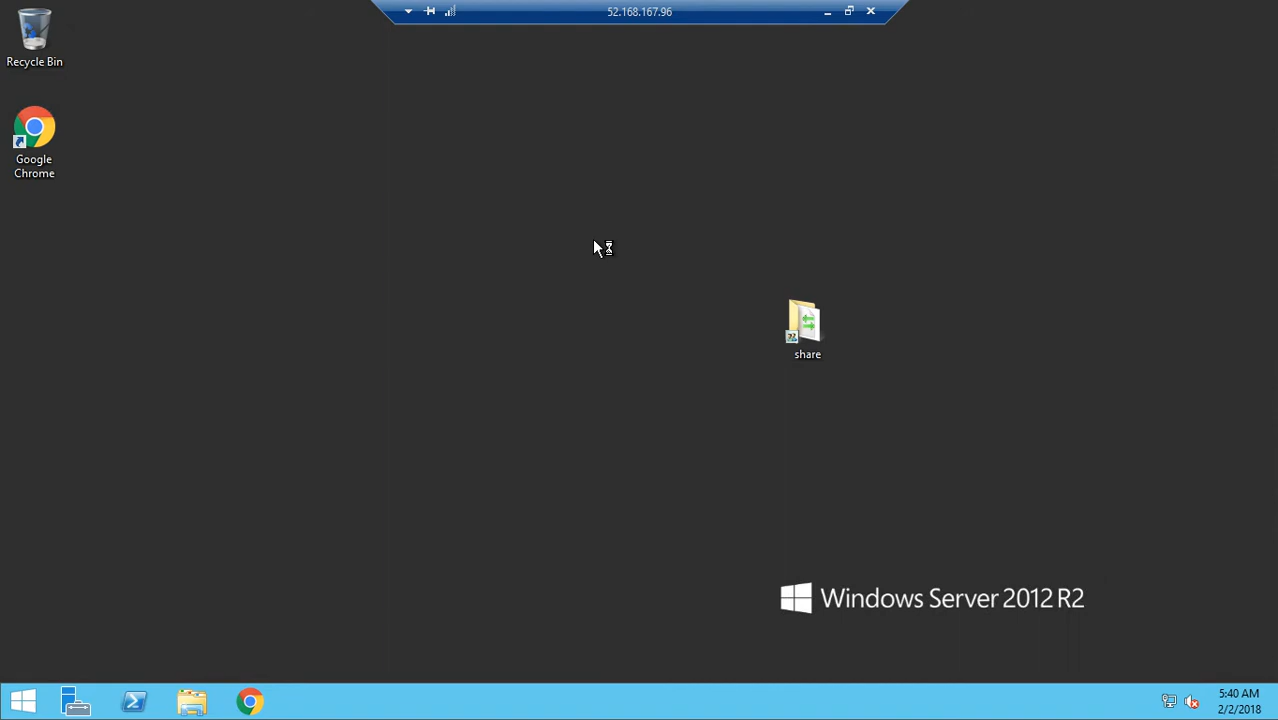 52.168.167.96
Recycle Bin
Google
Chrome
share
Windows Server 2012 R2
5:40 AM
2/2/2018